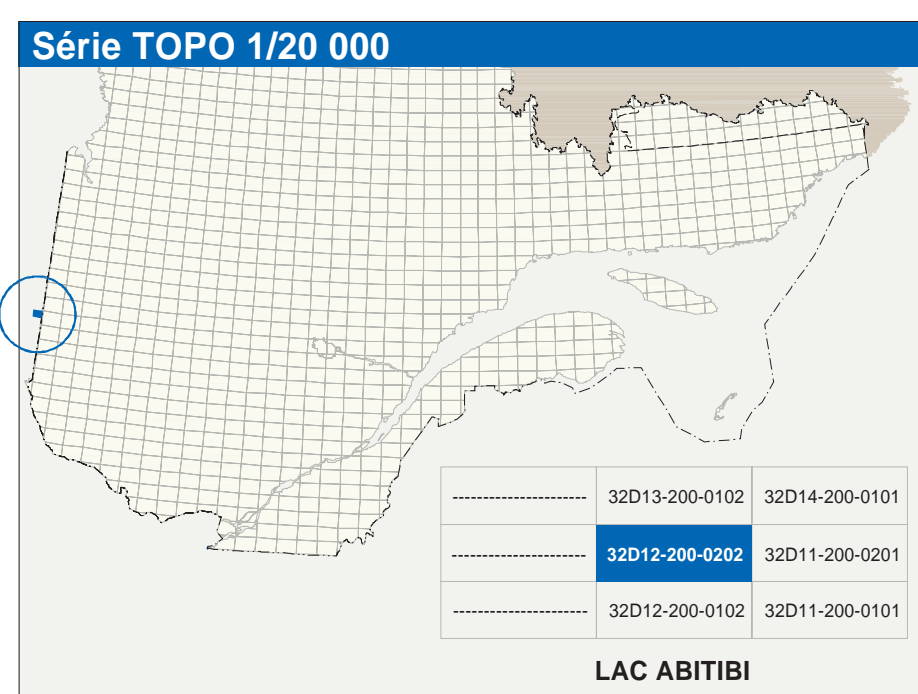 Série TOPO 1/20 000
--------------------- 32D13-200-0102 32D14-200-0101
--------------------- 32D12-200-0202 32D11-200-0201
--------------------- 32D12-200-0102 32D11-200-0101
LAC ABITIBI